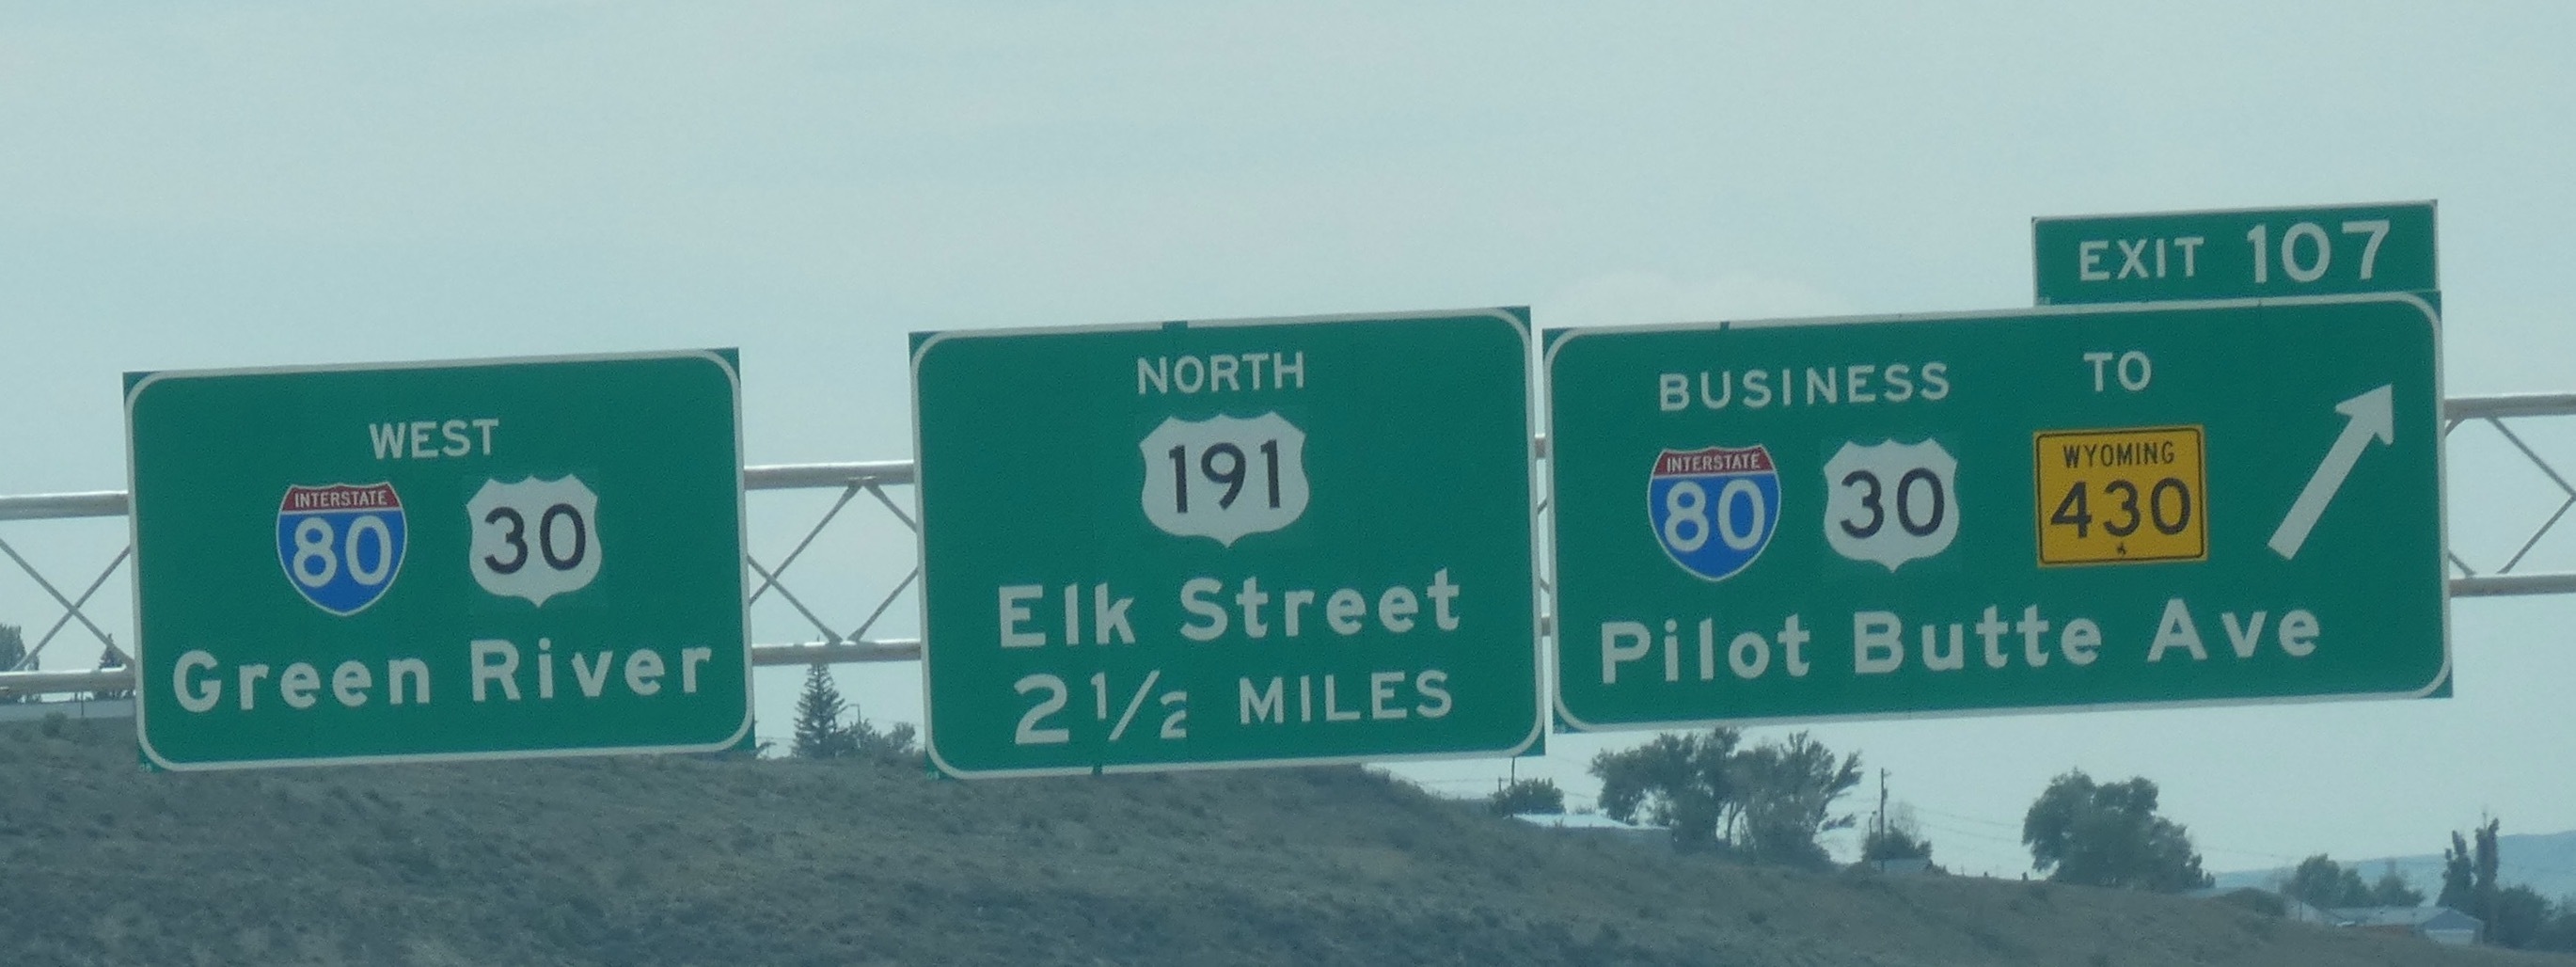 WEST
INTERSTATE
80
30
Green River
NORTH
191
Elk Street
2 1/2 MILES
EXIT 107
BUSINESS TO
INTERSTATE
80
30
WYOMING
430
Pilot Butte Ave